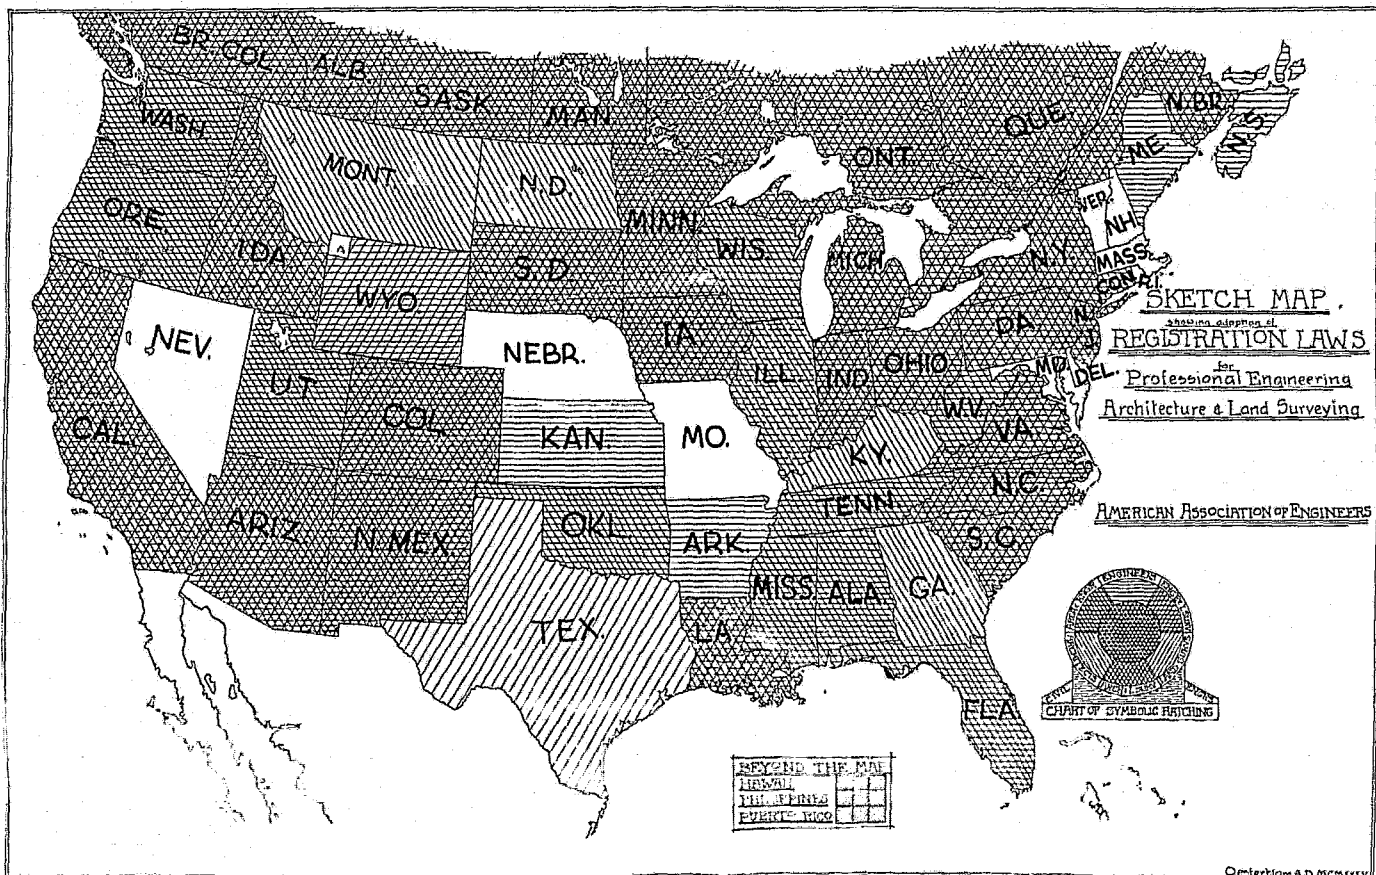 BR. COL.
ALB.
SASK
MAN.
ONT.
QUE
N.BR.
N.S.
WASH
MONT.
N.D.
MINN.
ME
VER.
NH
ORE.
IDA.
WYO
S.D.
WIS.
MICH
N.Y.
MASS.
CON.
R.I.
NEV.
UT
COL.
NEBR.
IA.
ILL.
IND.
OHIO
PA
N.
J.
MD.
DEL.
CAL.
KAN.
MO.
KY.
W.V.
VA.
ARIZ.
N. MEX.
OKL.
ARK.
TENN
N.C.
S.C.
TEX.
LA.
MISS.
ALA.
GA.
FLA.
SKETCH MAP.
showing adoption of
REGISTRATION LAWS
for
Professional Engineering
Architecture & Land Surveying
AMERICAN ASSOCIATION OF ENGINEERS
CHART OF SYMBOLIC HATCHING
BEYOND THE MAP
HAWAII
PHILIPPINES
PUERTO RICO